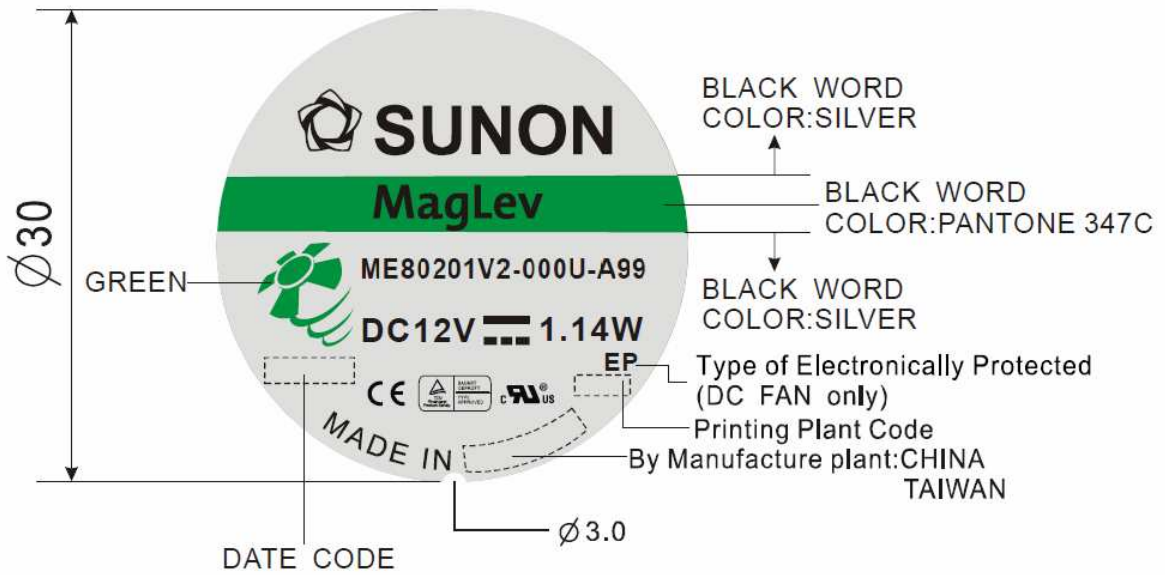 SUNON
MagLev
ME80201V2-000U-A99
DC12V 1.14W
EP
CE
c US ®
MADE IN
Ø30
GREEN
DATE CODE
Ø3.0
BLACK WORD
COLOR:SILVER
BLACK WORD
COLOR:PANTONE 347C
BLACK WORD
COLOR:SILVER
Type of Electronically Protected
(DC FAN only)
Printing Plant Code
By Manufacture plant:CHINA
TAIWAN